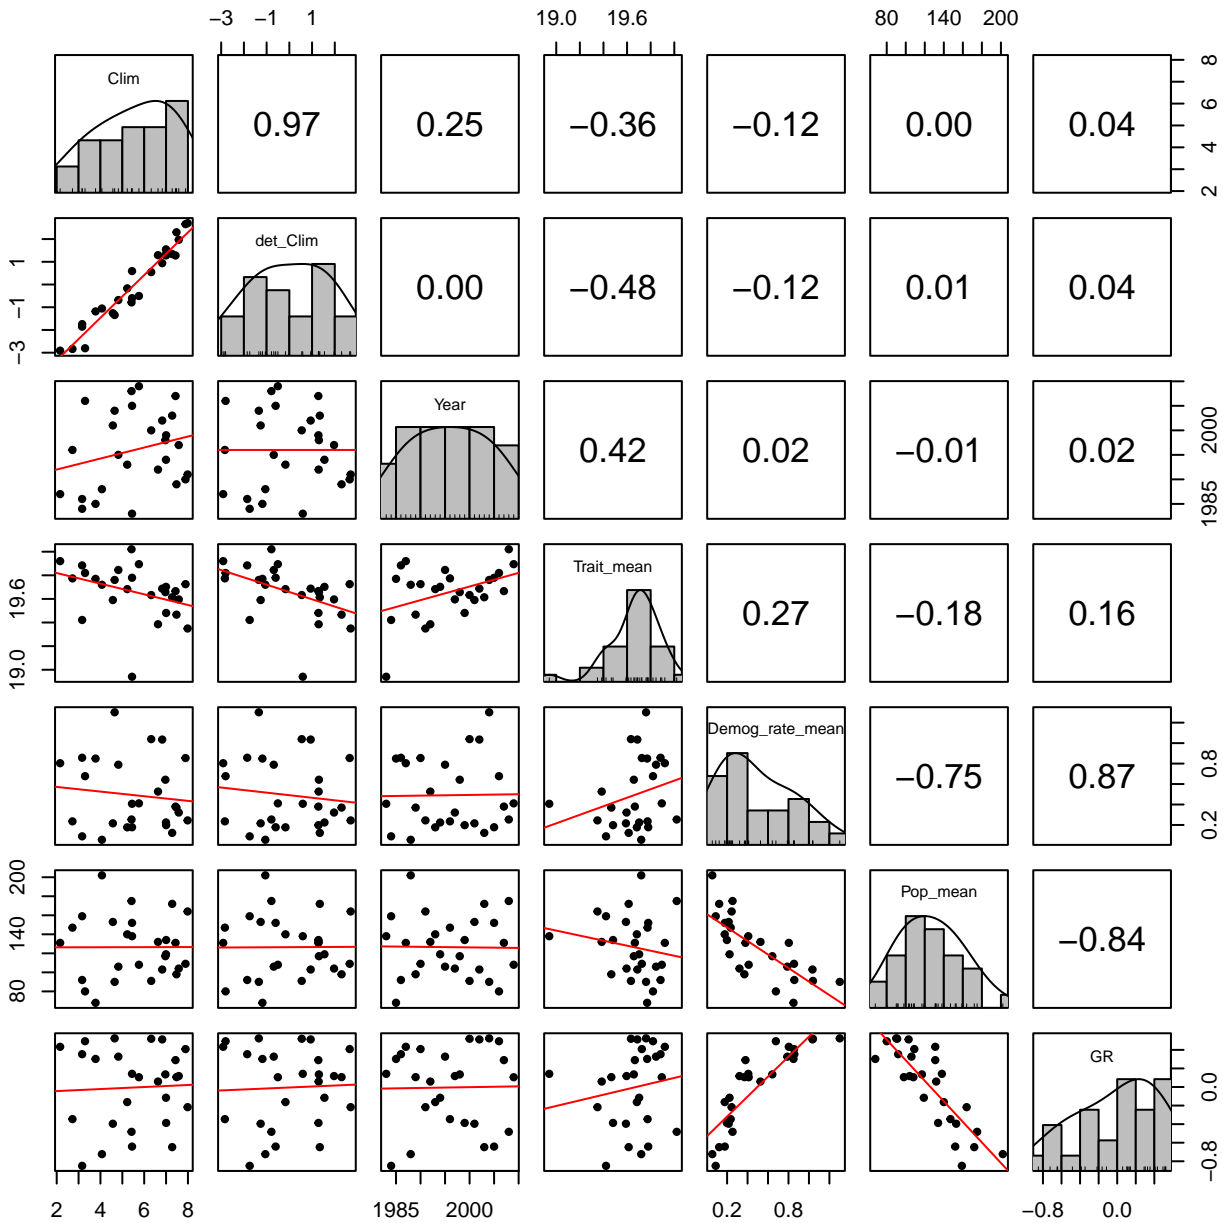 −3 −1 1 19.0 19.6 80 140 200
Clim 0.97 0.25 −0.36 −0.12 0.00 0.04
2 4 6 8
−3 −1 1
det_Clim 0.00 −0.48 −0.12 0.01 0.04
Year 0.42 0.02 −0.01 0.02
1985 2000
19.0 19.6
Trait_mean 0.27 −0.18 0.16
Demog_rate_mean −0.75 0.87
0.2 0.8
80 140 200
Pop_mean −0.84
GR
−0.8 0.0
2 4 6 8 1985 2000 0.2 0.8 −0.8 0.0